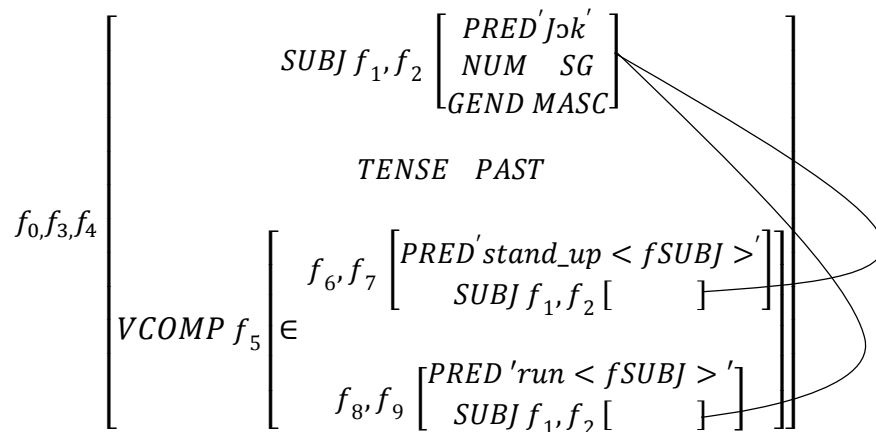 PRED′Jɔk′
SUBJ f₁,f₂ NUM SG
GEND MASC
TENSE PAST
f₀,f₃,f₄
PRED′stand_up < fSUBJ >′
f₆,f₇
SUBJ f₁,f₂ [ ]
VCOMP f₅ ∈
PRED ′run < fSUBJ >′
f₈,f₉
SUBJ f₁,f₂ [ ]